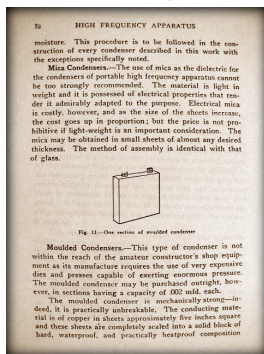 52 HIGH FREQUENCY APPARATUS
moisture. This procedure is to be followed in the con-
struction of every condenser described in this work with
the exceptions specifically noted.
Mica Condensers.—The use of mica as the dielectric for
the condensers of portable high frequency apparatus cannot
be too strongly recommended. The material is light in
weight and it is possessed of electrical properties that ren-
der it admirably adapted to the purpose. Electrical mica
is costly, however, and as the size of the sheets increase,
the cost goes up in proportion; but the price is not pro-
hibitive if light-weight is an important consideration. The
mica may be obtained in small sheets of almost any desired
thickness. The method of assembly is identical with that
of glass.
Fig. 13.—One section of moulded condenser
Moulded Condensers.—This type of condenser is not
within the reach of the amateur constructor's shop equip-
ment as its manufacture requires the use of very expensive
dies and presses capable of exerting enormous pressure.
The moulded condenser may be purchased outright, how-
ever, in sections having a capacity of .002 mfd. each.
The moulded condenser is mechanically strong—in-
deed, it is practically unbreakable. The conducting mate-
rial is of copper in sheets approximately five inches square
and these sheets are completely scaled into a solid block of
hard, waterproof, and practically heatproof composition